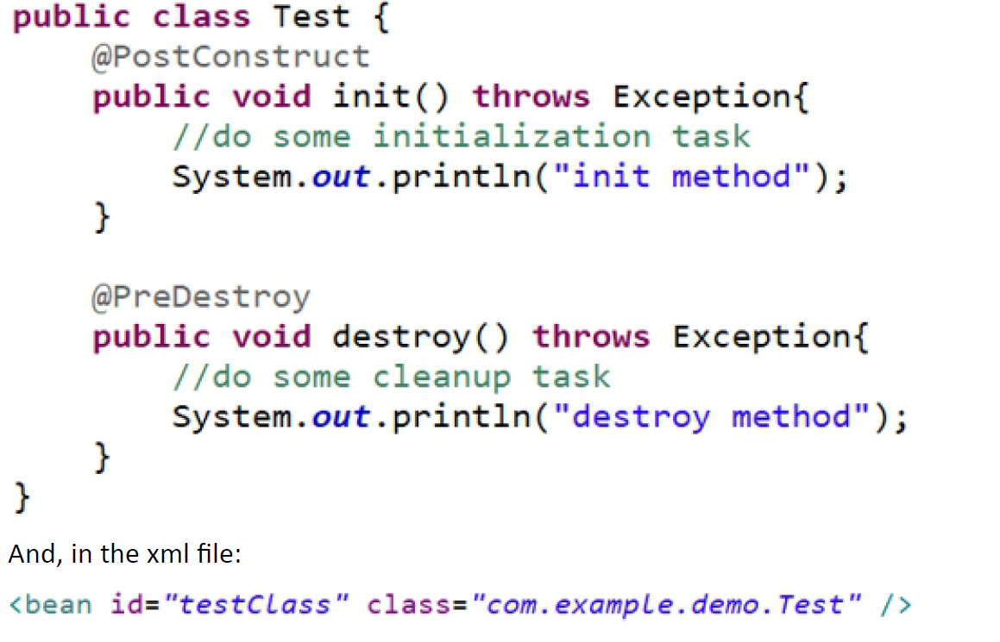 public class Test {
@PostConstruct
public void init() throws Exception{
//do some initialization task
System.out.println("init method");
}
@PreDestroy
public void destroy() throws Exception{
//do some cleanup task
System.out.println("destroy method");
}
}
And, in the xml file:
<bean id="testClass" class="com.example.demo.Test" />